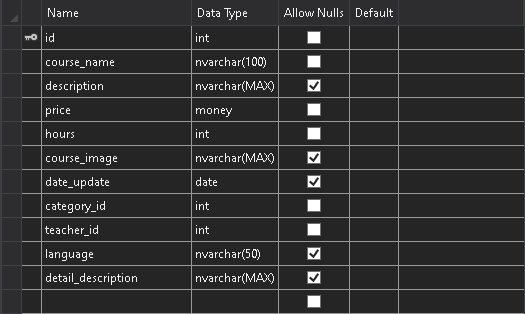 Name Data Type Allow Nulls Default
id int
course_name nvarchar(100)
description nvarchar(MAX)
price money
hours int
course_image nvarchar(MAX)
date_update date
category_id int
teacher_id int
language nvarchar(50)
detail_description nvarchar(MAX)